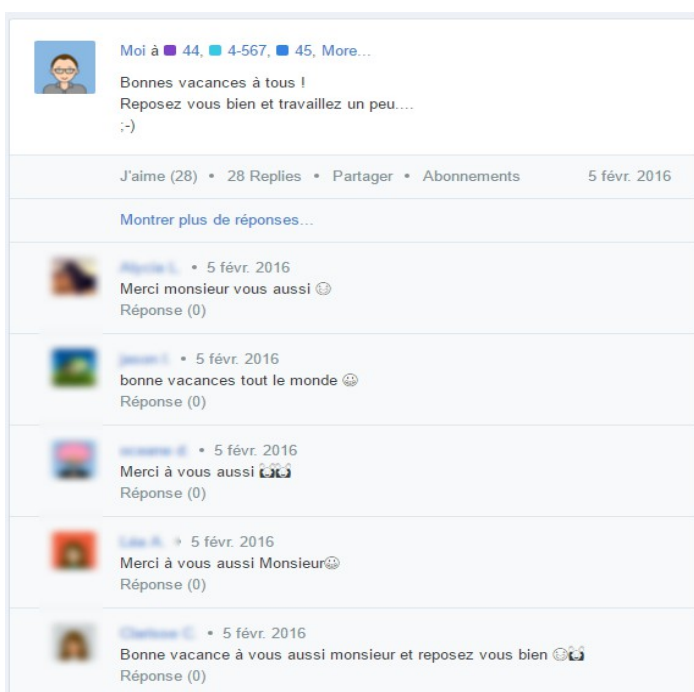 Moi à 44, 4-567, 45, More...
Bonnes vacances à tous !
Reposez vous bien et travaillez un peu....
;-)
J'aime (28) • 28 Replies • Partager • Abonnements 5 févr. 2016
Montrer plus de réponses...
• 5 févr. 2016
Merci monsieur vous aussi
Réponse (0)
• 5 févr. 2016
bonne vacances tout le monde
Réponse (0)
• 5 févr. 2016
Merci à vous aussi
Réponse (0)
• 5 févr. 2016
Merci à vous aussi Monsieur
Réponse (0)
• 5 févr. 2016
Bonne vacance à vous aussi monsieur et reposez vous bien
Réponse (0)